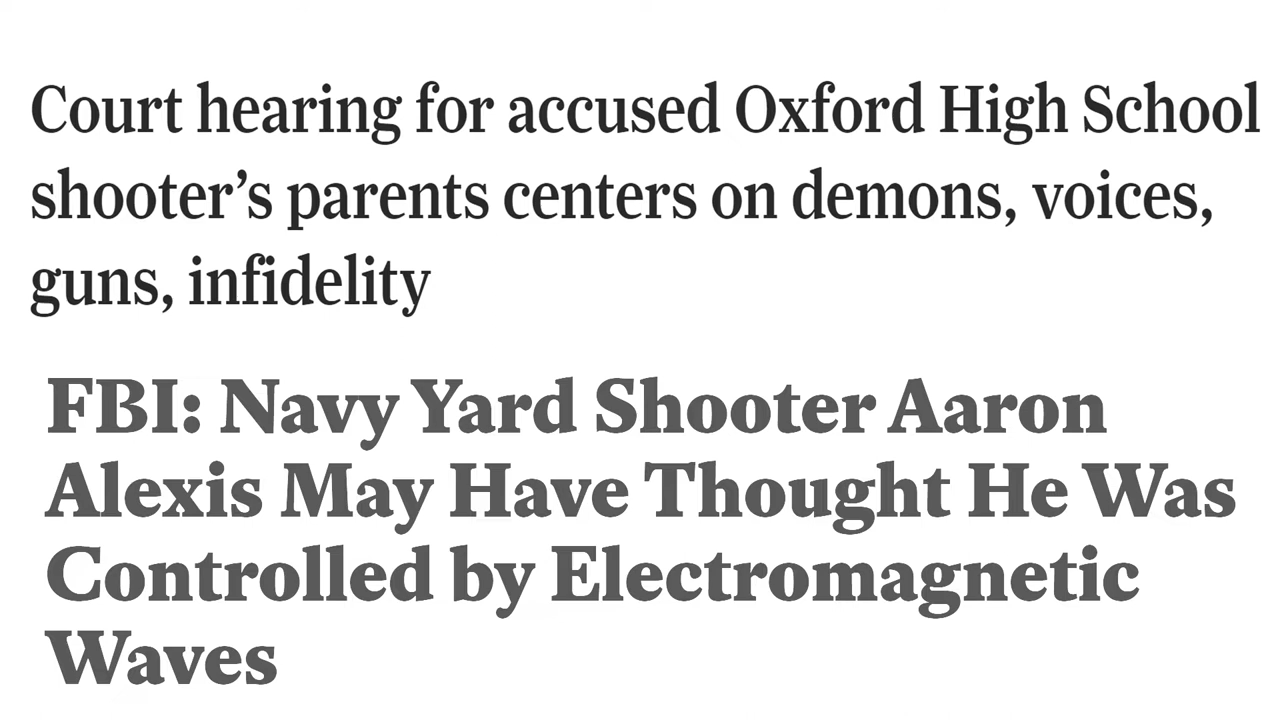 Court hearing for accused Oxford High School
shooter’s parents centers on demons, voices,
guns, infidelity
FBI: Navy Yard Shooter Aaron
Alexis May Have Thought He Was
Controlled by Electromagnetic
Waves